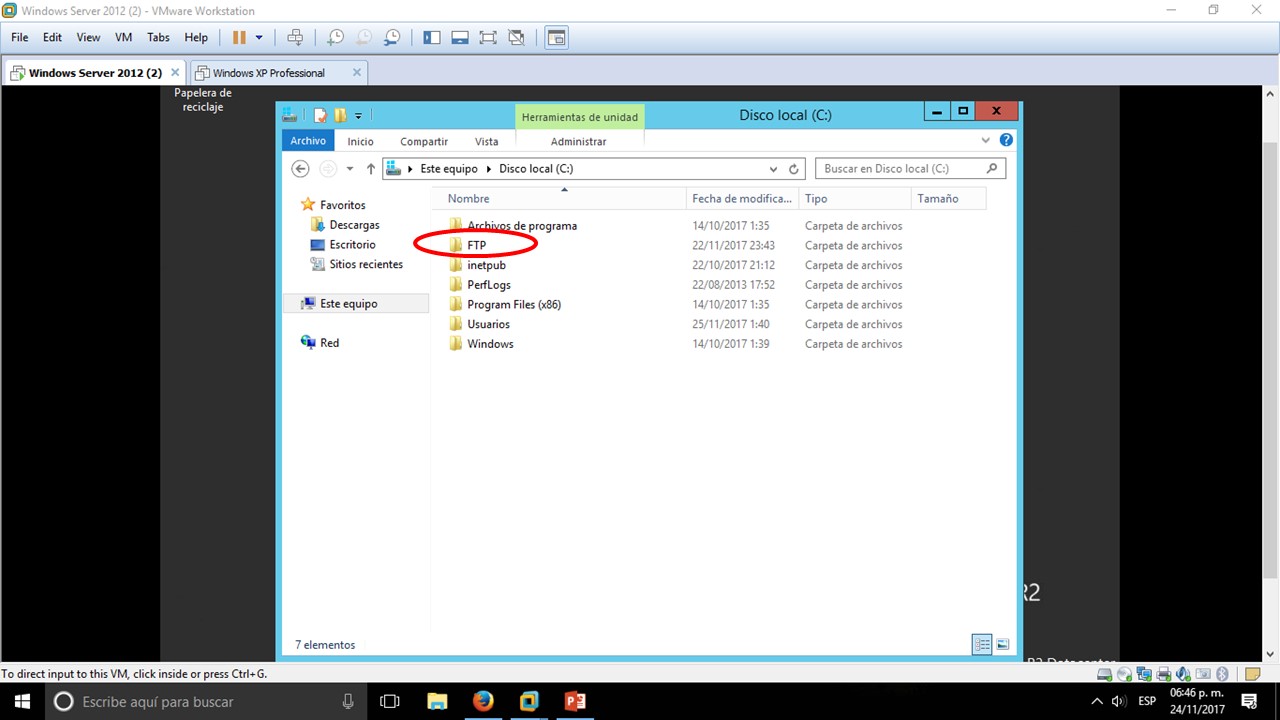 Windows Server 2012 (2) - VMware Workstation
File Edit View VM Tabs Help
Windows Server 2012 (2) Windows XP Professional
Papelera de
reciclaje
Herramientas de unidad Disco local (C:)
Archivo Inicio Compartir Vista Administrar
Este equipo Disco local (C:) Buscar en Disco local (C:)
Nombre Fecha de modifica... Tipo Tamaño
Favoritos
Descargas
Escritorio
Sitios recientes
Este equipo
Red
Archivos de programa 14/10/2017 1:35 Carpeta de archivos
FTP 22/11/2017 23:43 Carpeta de archivos
inetpub 22/10/2017 21:12 Carpeta de archivos
PerfLogs 22/08/2013 17:52 Carpeta de archivos
Program Files (x86) 14/10/2017 1:35 Carpeta de archivos
Usuarios 25/11/2017 1:40 Carpeta de archivos
Windows 14/10/2017 1:39 Carpeta de archivos
R2
7 elementos
R2 Datacenter
To direct input to this VM, click inside or press Ctrl+G.
Escribe aquí para buscar
ESP
06:46 p. m.
24/11/2017